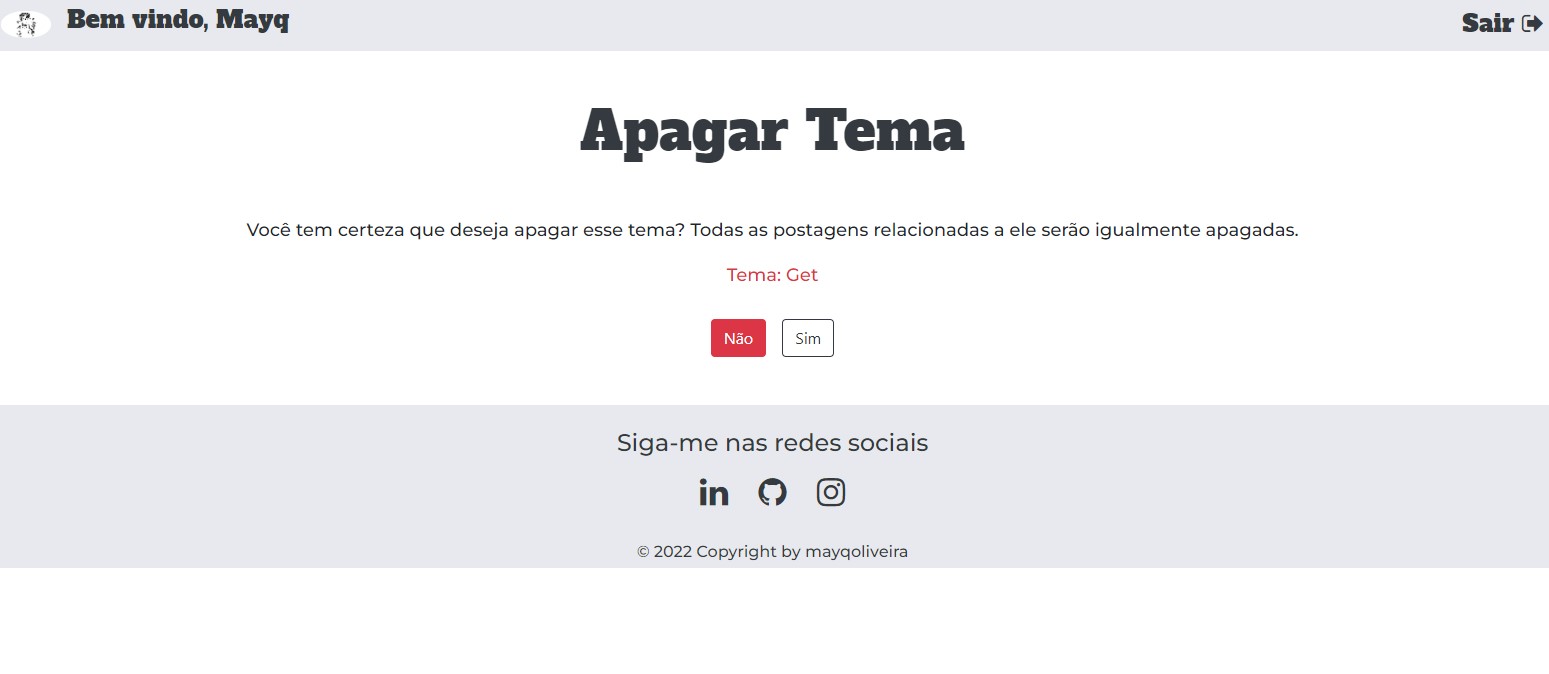 Bem vindo, Mayq
Sair
Apagar Tema
Você tem certeza que deseja apagar esse tema? Todas as postagens relacionadas a ele serão igualmente apagadas.
Tema: Get
Não
Sim
Siga-me nas redes sociais
in
© 2022 Copyright by mayqoliveira